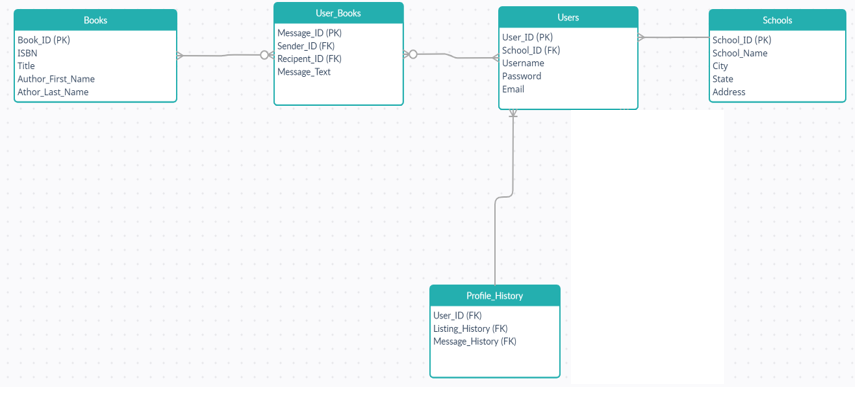 Books
Book_ID (PK)
ISBN
Title
Author_First_Name
Athor_Last_Name
User_Books
Message_ID (PK)
Sender_ID (FK)
Recipent_ID (FK)
Message_Text
Users
User_ID (PK)
School_ID (FK)
Username
Password
Email
Schools
School_ID (PK)
School_Name
City
State
Address
Profile_History
User_ID (FK)
Listing_History (FK)
Message_History (FK)